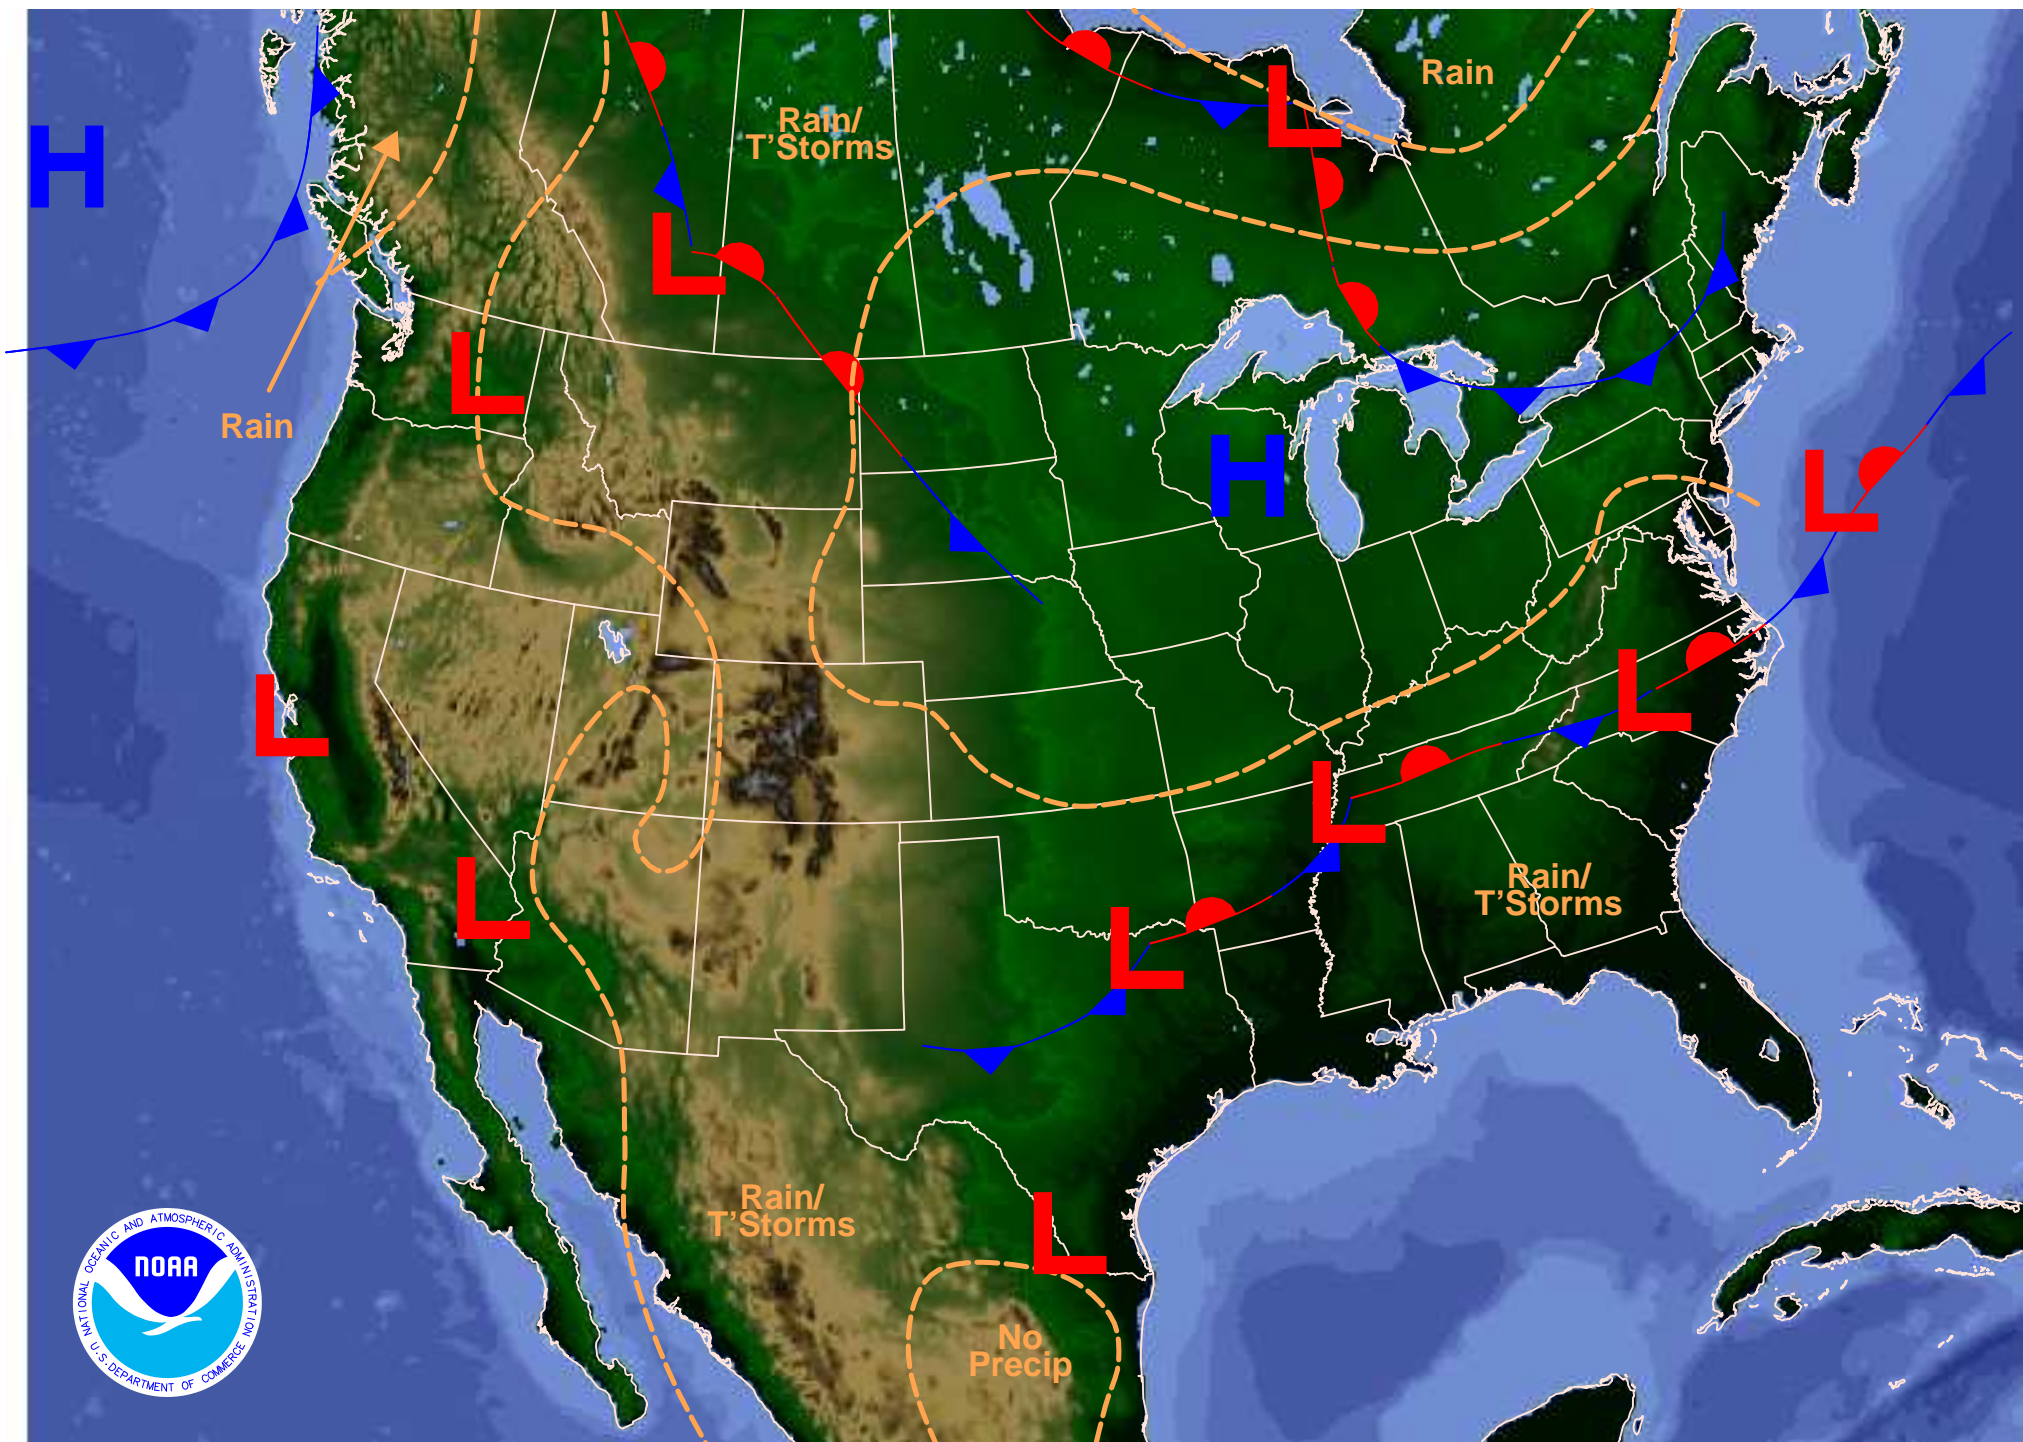 Rain
Rain/
T'Storms
H
L
L
L
Rain
L
H
L
L
L
L
L
Rain/
T'Storms
L
L
Rain/
T'Storms
L
No
Precip
NATIONAL OCEANIC AND ATMOSPHERIC ADMINISTRATION
NOAA
U.S. DEPARTMENT OF COMMERCE